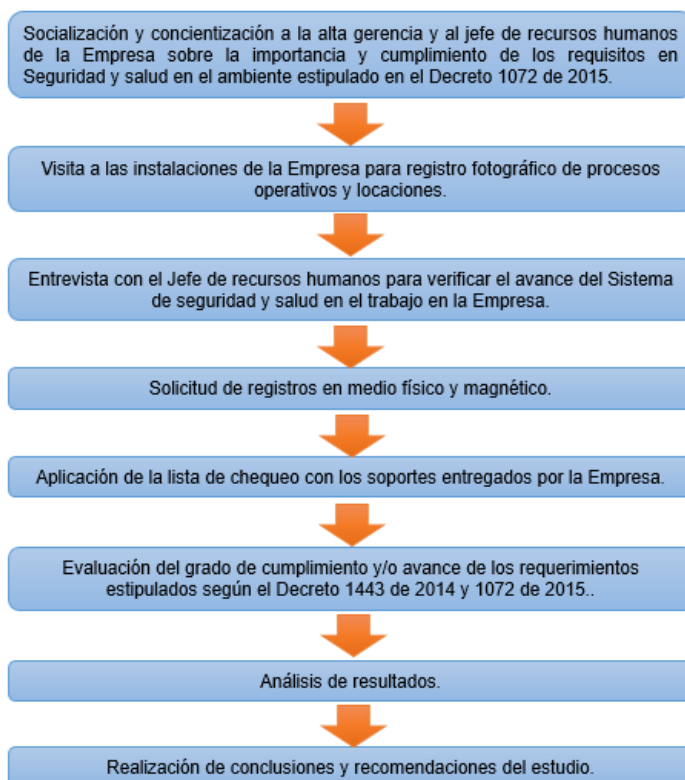 Socialización y concientización a la alta gerencia y al jefe de recursos humanos
de la Empresa sobre la importancia y cumplimiento de los requisitos en
Seguridad y salud en el ambiente estipulado en el Decreto 1072 de 2015.
Visita a las instalaciones de la Empresa para registro fotográfico de procesos
operativos y locaciones.
Entrevista con el Jefe de recursos humanos para verificar el avance del Sistema
de seguridad y salud en el trabajo en la Empresa.
Solicitud de registros en medio físico y magnético.
Aplicación de la lista de chequeo con los soportes entregados por la Empresa.
Evaluación del grado de cumplimiento y/o avance de los requerimientos
estipulados según el Decreto 1443 de 2014 y 1072 de 2015..
Análisis de resultados.
Realización de conclusiones y recomendaciones del estudio.